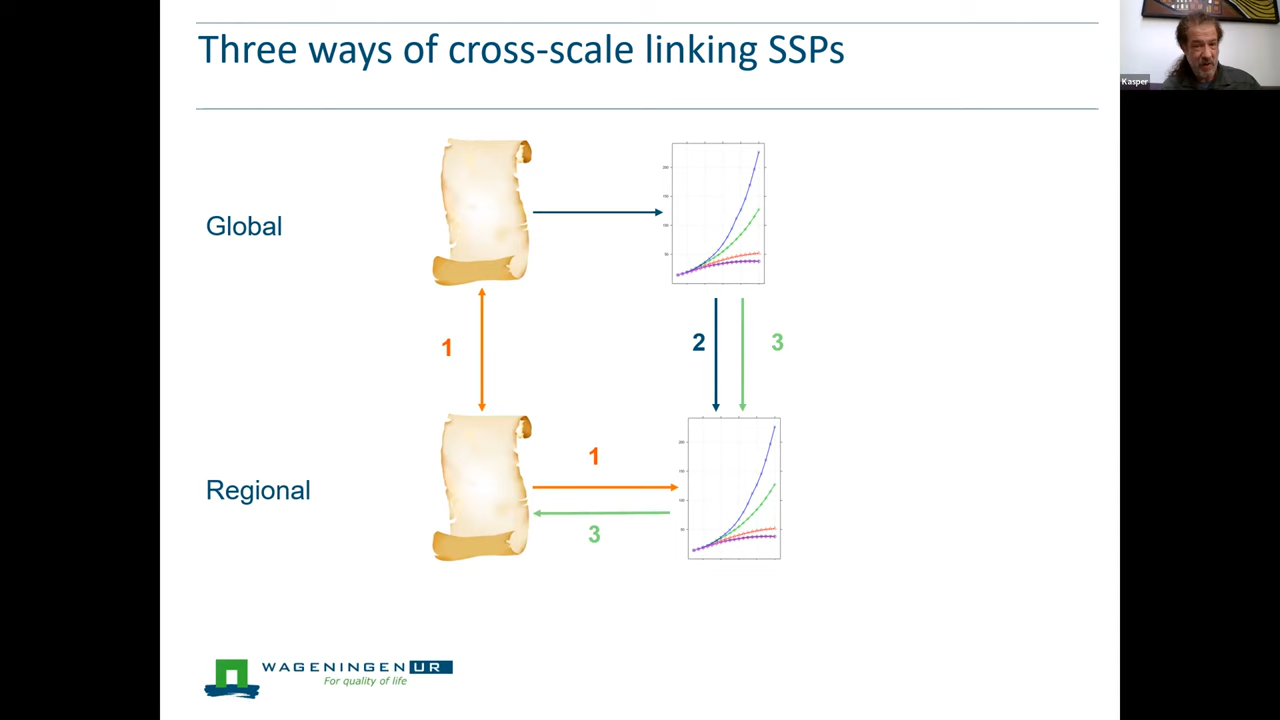 Three ways of cross-scale linking SSPs
Kasper
Global
1
2
3
Regional
1
3
WAGENINGEN UR
For quality of life